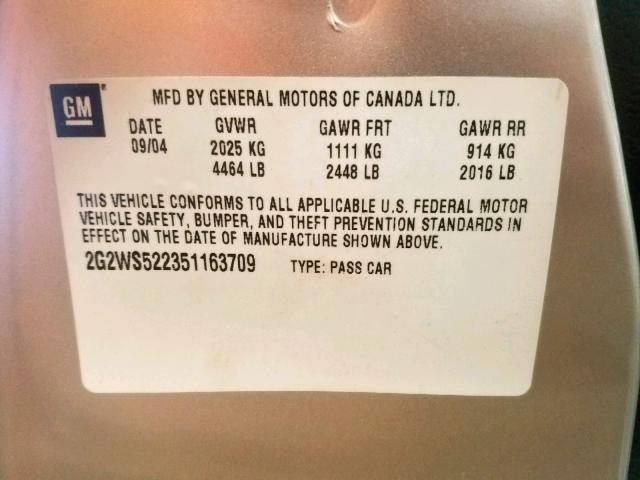 GM
MFD BY GENERAL MOTORS OF CANADA LTD.
DATE GVWR GAWR FRT GAWR RR
09/04 2025 KG 1111 KG 914 KG
4464 LB 2448 LB 2016 LB
THIS VEHICLE CONFORMS TO ALL APPLICABLE U.S. FEDERAL MOTOR
VEHICLE SAFETY, BUMPER, AND THEFT PREVENTION STANDARDS IN
EFFECT ON THE DATE OF MANUFACTURE SHOWN ABOVE.
2G2WS522351163709 TYPE: PASS CAR